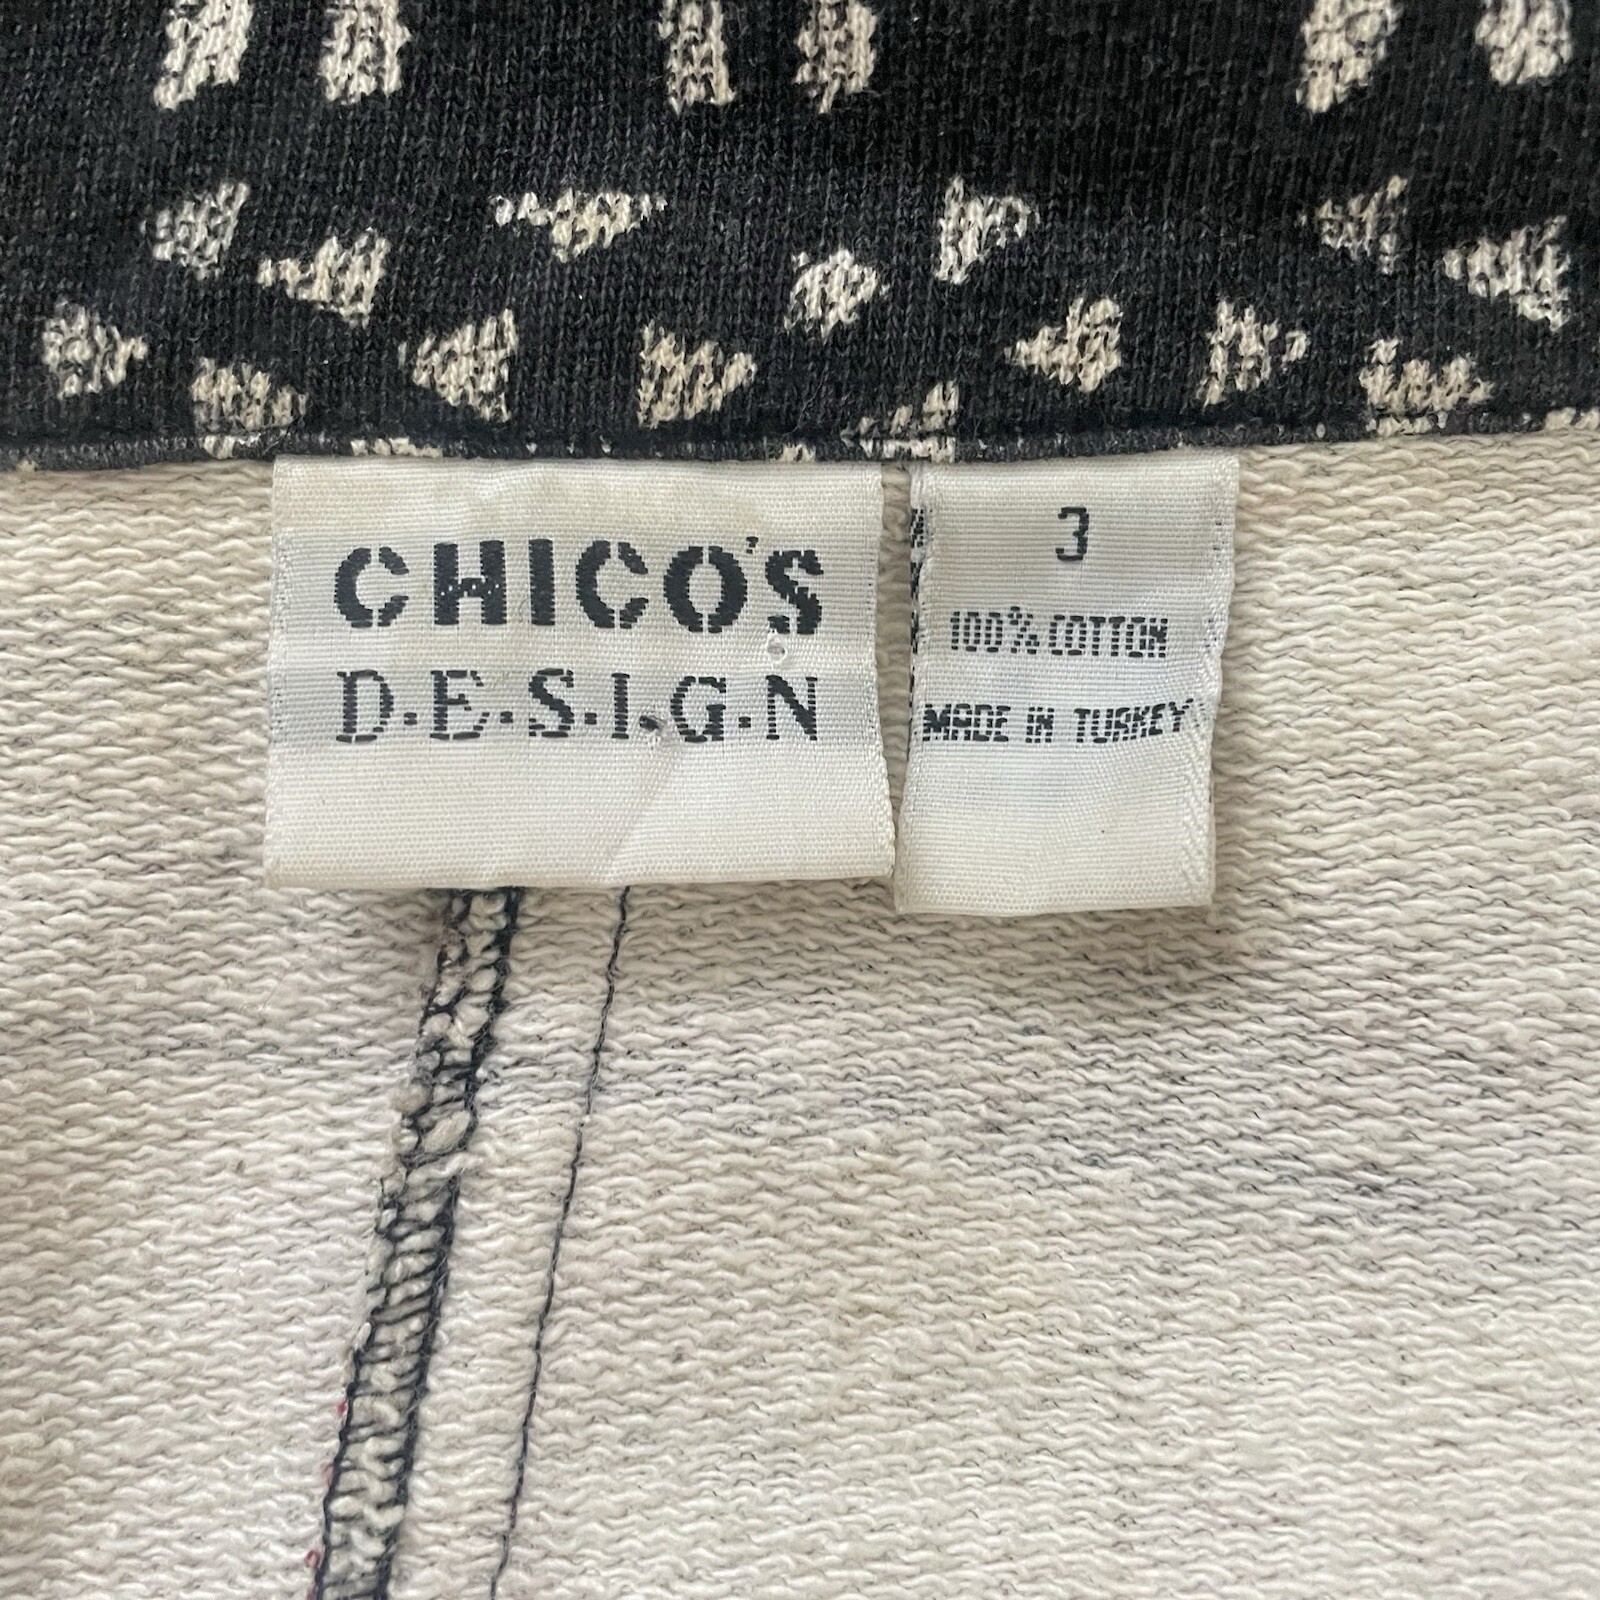 CHICO'S
D.E.S.I.G.N
3
100% COTTON
MADE IN TURKEY